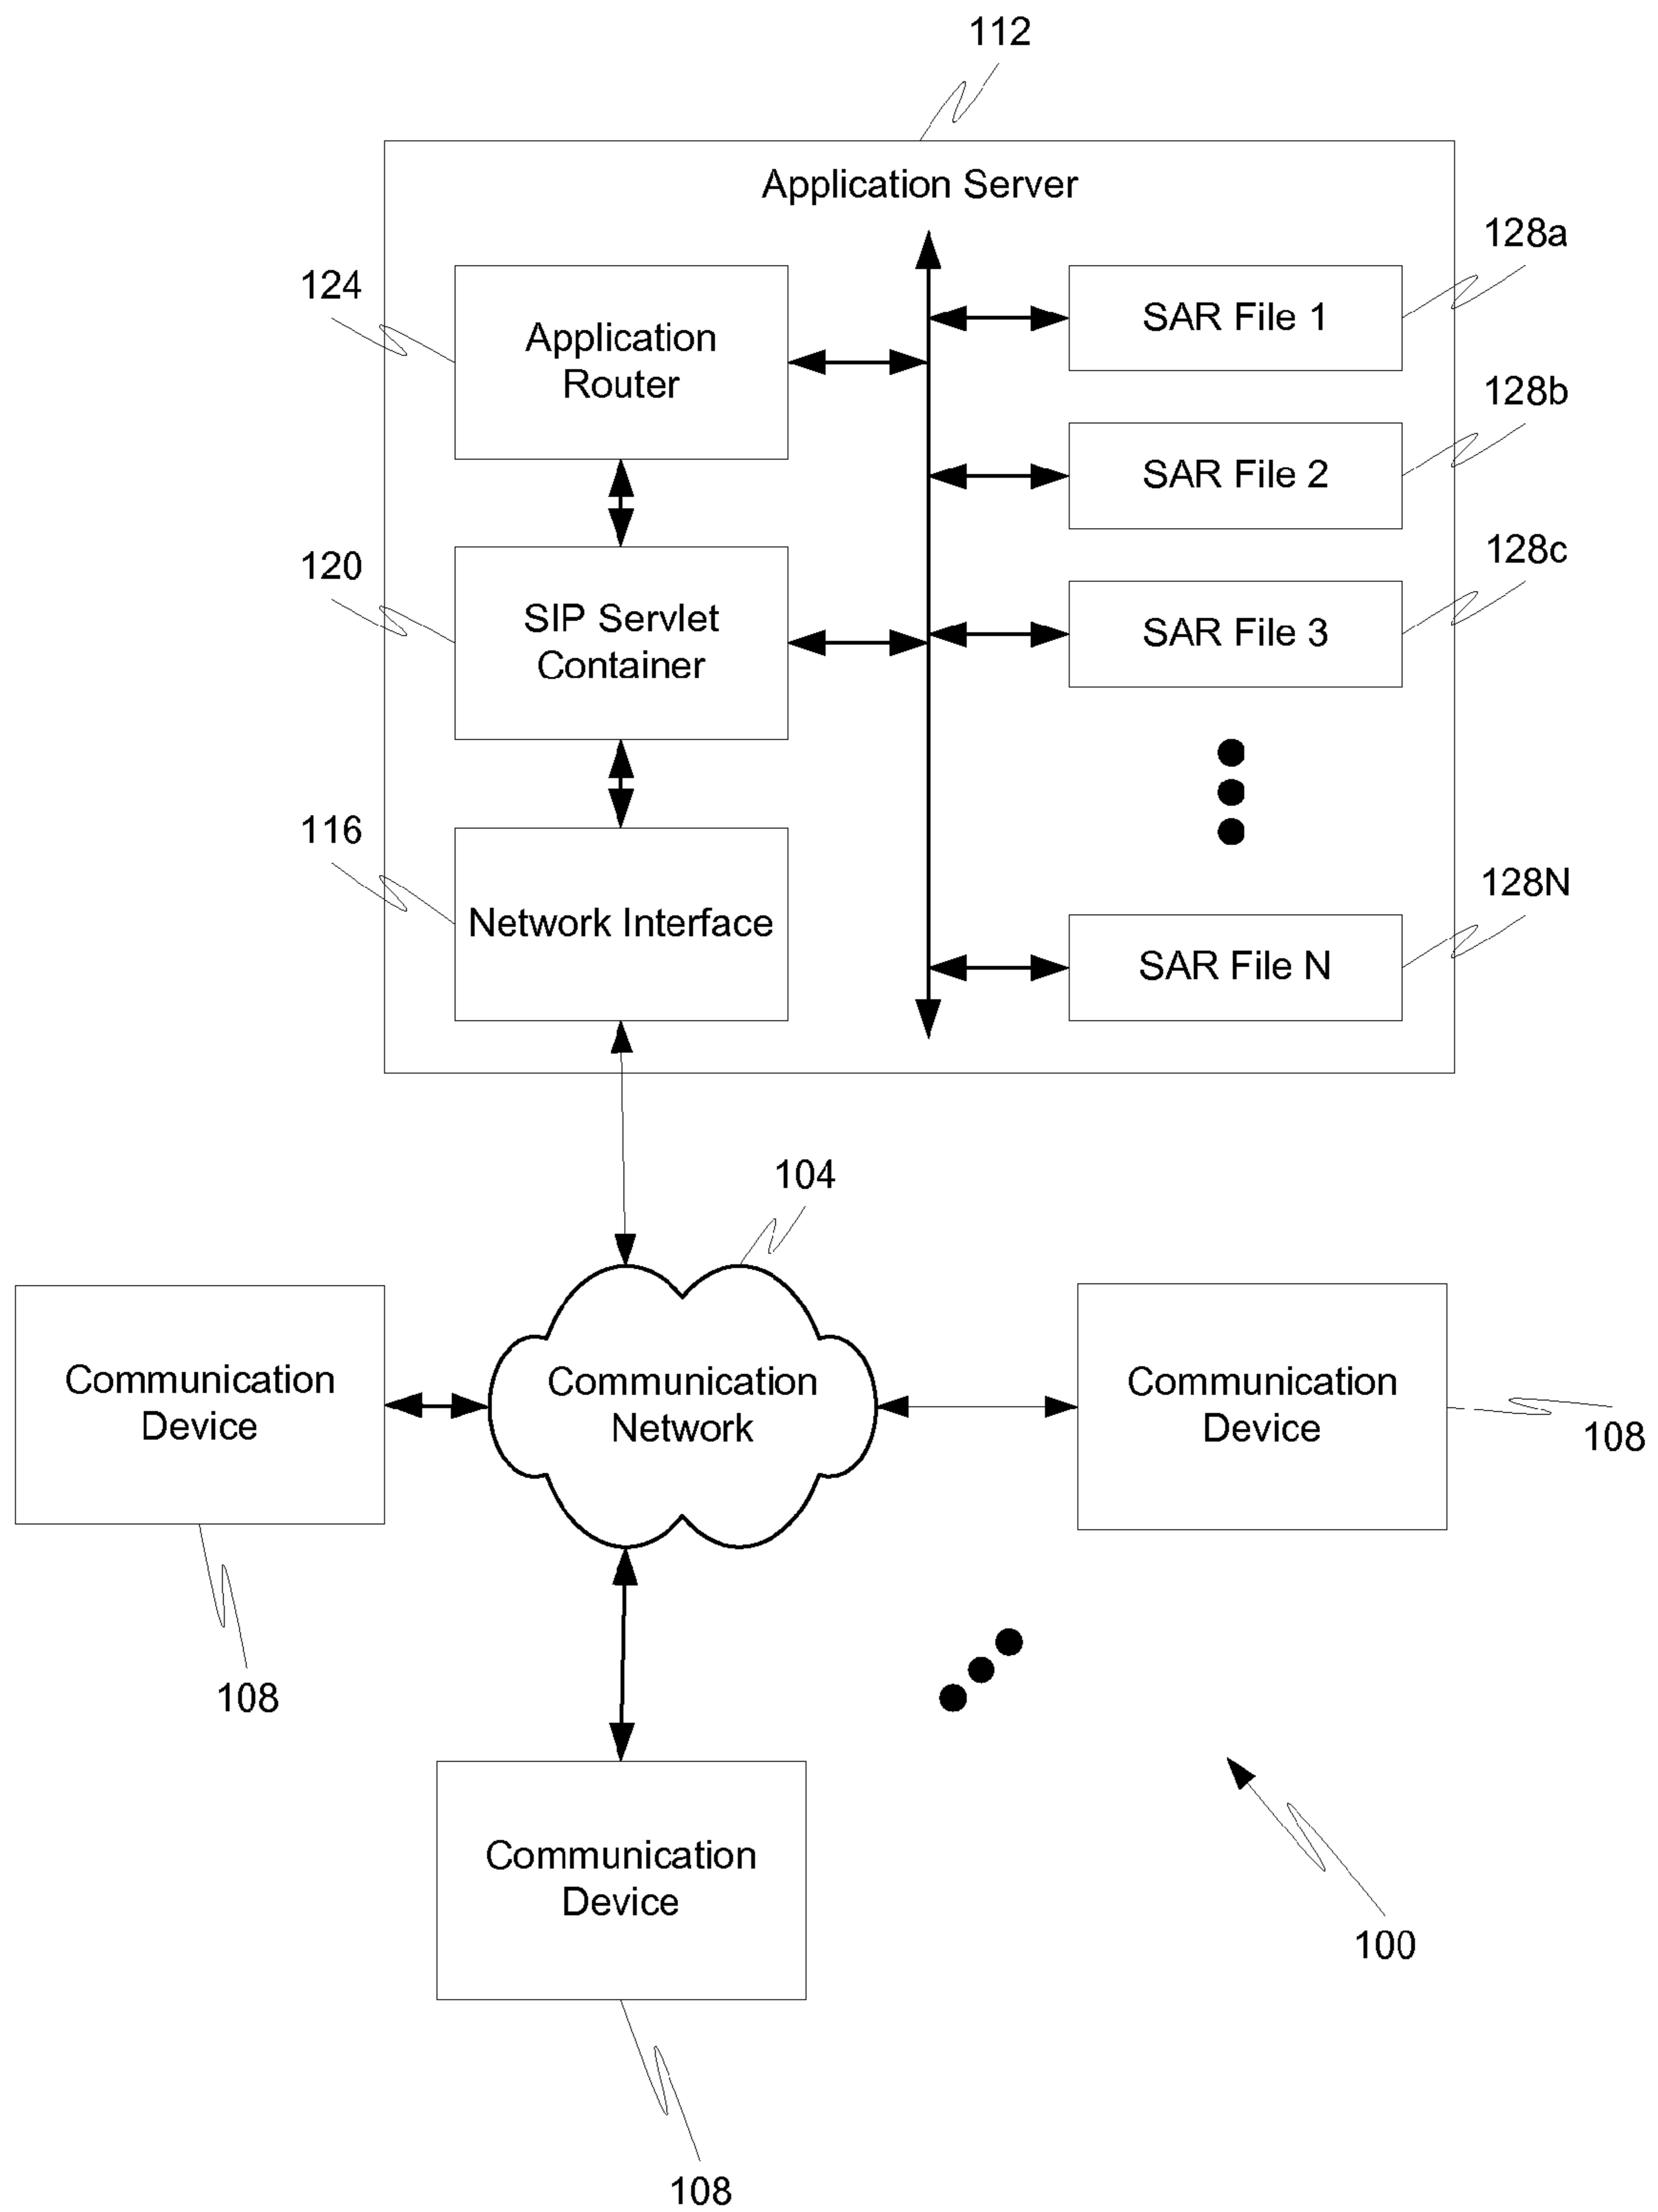 112
Application Server
128a
124
SAR File 1
Application
Router
128b
SAR File 2
128c
120
SIP Servlet
Container
SAR File 3
116
128N
Network Interface
SAR File N
104
Communication
Device
Communication
Network
Communication
Device
108
108
Communication
Device
100
108